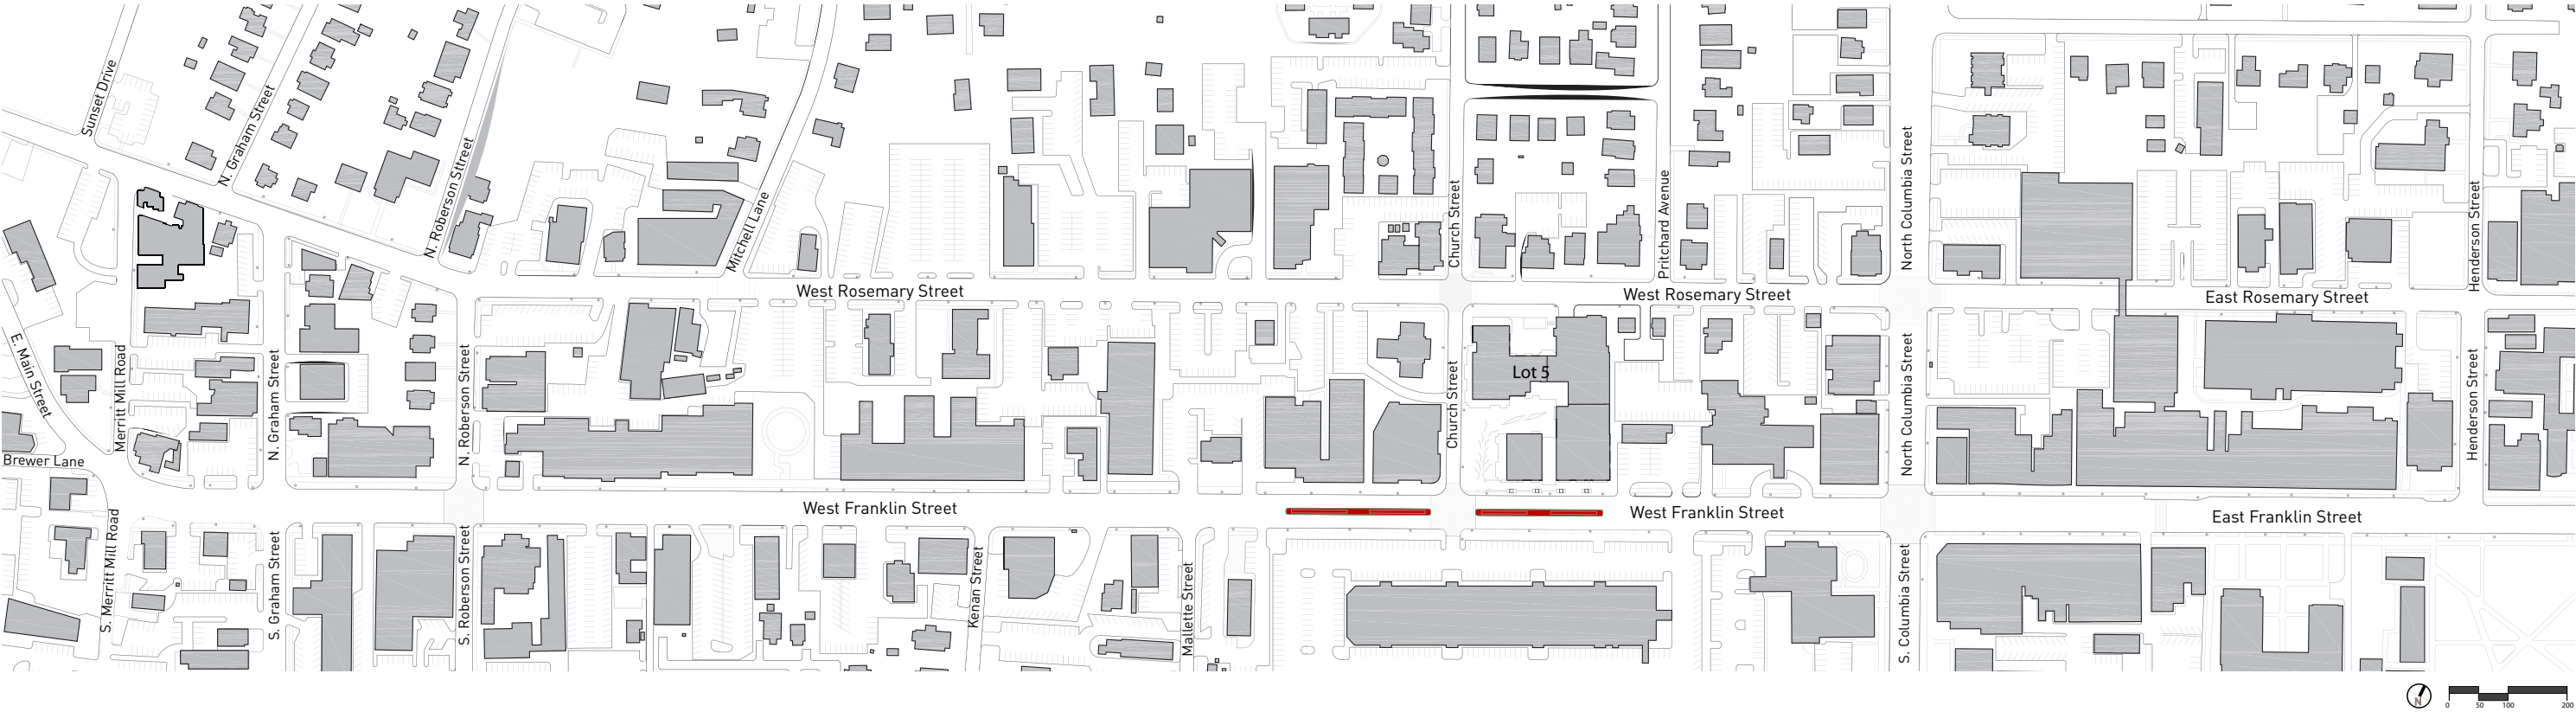 Sunset Drive
N. Graham Street
N. Roberson Sttreet
Mitchell Lane
Church Street
Pritchard Avenue
North Columbia Street
Henderson Street
West Rosemary Street
West Rosemary Street
East Rosemary Street
E. Main Street
Merritt Mill Road
N. Graham Street
N. Roberson Street
Lot 5
Church Street
North Columbia Street
Henderson Street
Brewer Lane
West Franklin Street
West Franklin Street
East Franklin Street
S. Merritt Mill Road
S. Graham Street
S. Roberson Street
Kenan Street
Mallette Street
S. Columbia Street
N
0 50 100 200